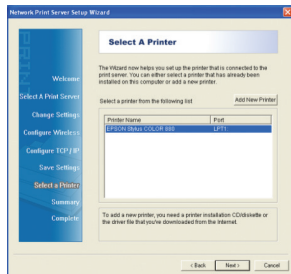 Network Print Server Setup Wizard
Select A Printer
The Wizard now helps you set up the printer that is connected to the
print server. You can either select a printer that has already been
installed on this computer or add a new printer.
Select a printer from the following list
Add New Printer
Printer Name
Port
EPSON Stylus COLOR 880
LPT1
PRINT
Welcome
Select A Print Server
Change Settings
Configure Wireless
Configure TCP / IP
Save Settings
Select a Printer
Summary
Complete
To add a new printer, you need a printer installation CD/diskette or
the driver file that you've downloaded from the Internet.
< Back
Next >
Cancel